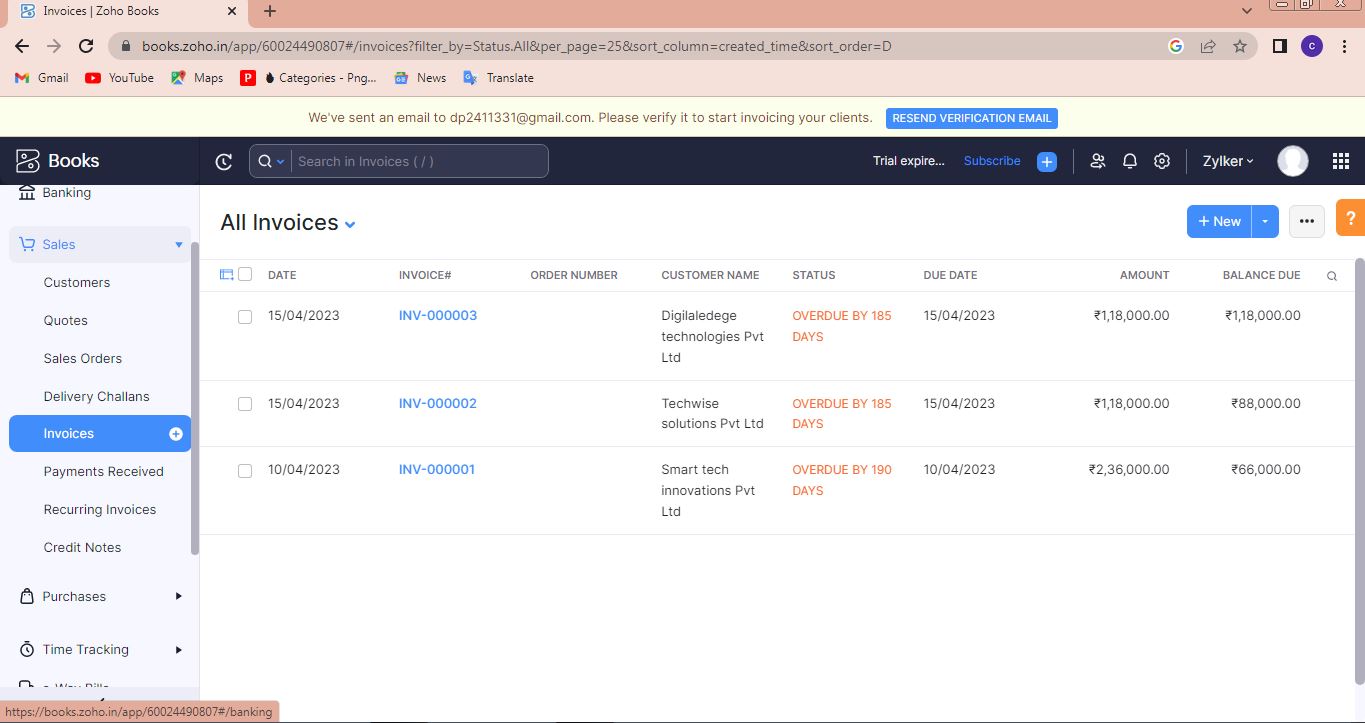 Invoices | Zoho Books
books.zoho.in/app/60024490807#/invoices?filter_by=Status.All&per_page=25&sort_column=created_time&sort_order=D
C
Gmail YouTube Maps Categories - Png... News Translate
We've sent an email to dp2411331@gmail.com. Please verify it to start invoicing your clients. RESEND VERIFICATION EMAIL
Books
Search in Invoices ( / )
Trial expire... Subscribe
Zylker
Banking
Sales
Customers
Quotes
Sales Orders
Delivery Challans
Invoices
Payments Received
Recurring Invoices
Credit Notes
Purchases
Time Tracking
e-Way Bills
All Invoices
+ New
?
DATE INVOICE# ORDER NUMBER CUSTOMER NAME STATUS DUE DATE AMOUNT BALANCE DUE
15/04/2023 INV-000003 Digilaledege OVERDUE BY 185 15/04/2023 ₹1,18,000.00 ₹1,18,000.00
technologies Pvt DAYS
Ltd
15/04/2023 INV-000002 Techwise OVERDUE BY 185 15/04/2023 ₹1,18,000.00 ₹88,000.00
solutions Pvt Ltd DAYS
10/04/2023 INV-000001 Smart tech OVERDUE BY 190 10/04/2023 ₹2,36,000.00 ₹66,000.00
innovations Pvt DAYS
Ltd
https://books.zoho.in/app/60024490807#/banking